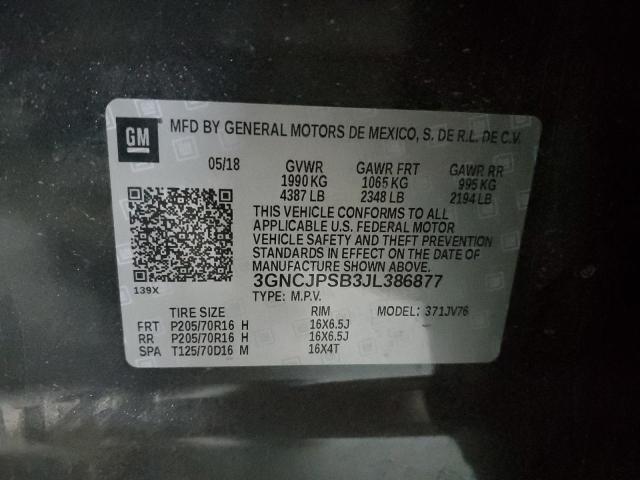 GM
MFD BY GENERAL MOTORS DE MEXICO, S. DE R.L. DE C.V.
05/18 GVWR GAWR FRT GAWR RR
1990 KG 1065 KG 995 KG
4387 LB 2348 LB 2194 LB
THIS VEHICLE CONFORMS TO ALL
APPLICABLE U.S. FEDERAL MOTOR
VEHICLE SAFETY AND THEFT PREVENTION
STANDARDS IN EFFECT ON THE DATE OF
MANUFACTURE SHOWN ABOVE.
139X
3GNCJPSB3JL386877
TYPE: M.P.V.
TIRE SIZE RIM MODEL: 371JV76
FRT P205/70R16 H 16X6.5J
RR P205/70R16 H 16X6.5J
SPA T125/70D16 M 16X4T